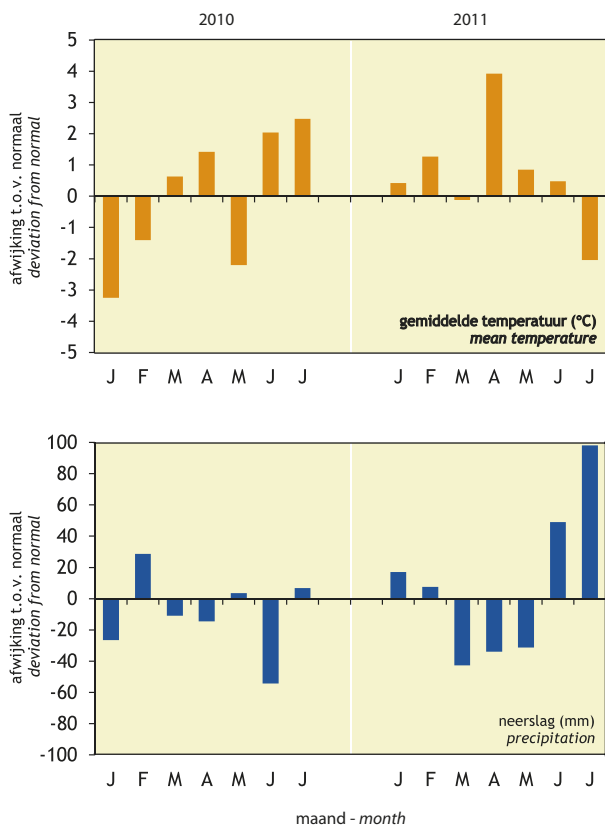 2010 2011
5
4
3
2
1
0
-1
-2
-3
-4
-5
afwijking t.o.v. normaal
deviation from normal
gemiddelde temperatuur (°C)
mean temperature
J F M A M J J J F M A M J J
100
80
60
40
20
0
-20
-40
-60
-80
-100
afwijking t.o.v. normaal
deviation from normal
neerslag (mm)
precipitation
J F M A M J J J F M A M J J
maand - month